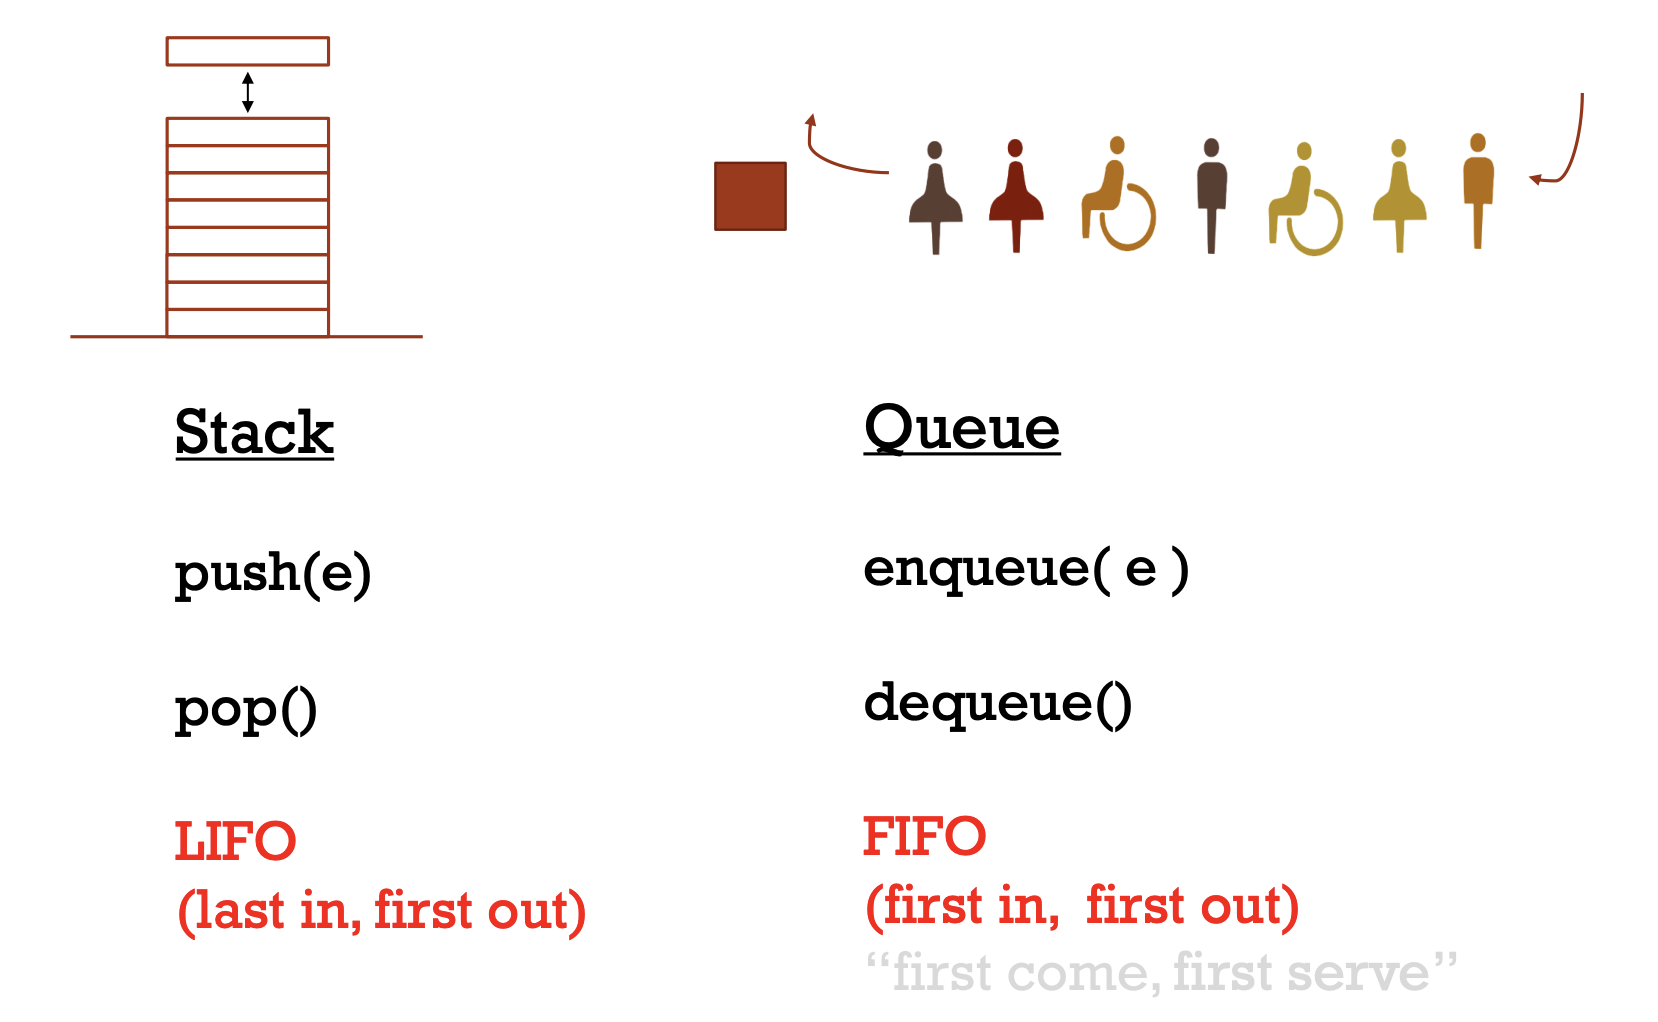 Stack
push(e)
pop()
LIFO
(last in, first out)
Queue
enqueue( e )
dequeue()
FIFO
(first in,  first out)
“first come, first serve”